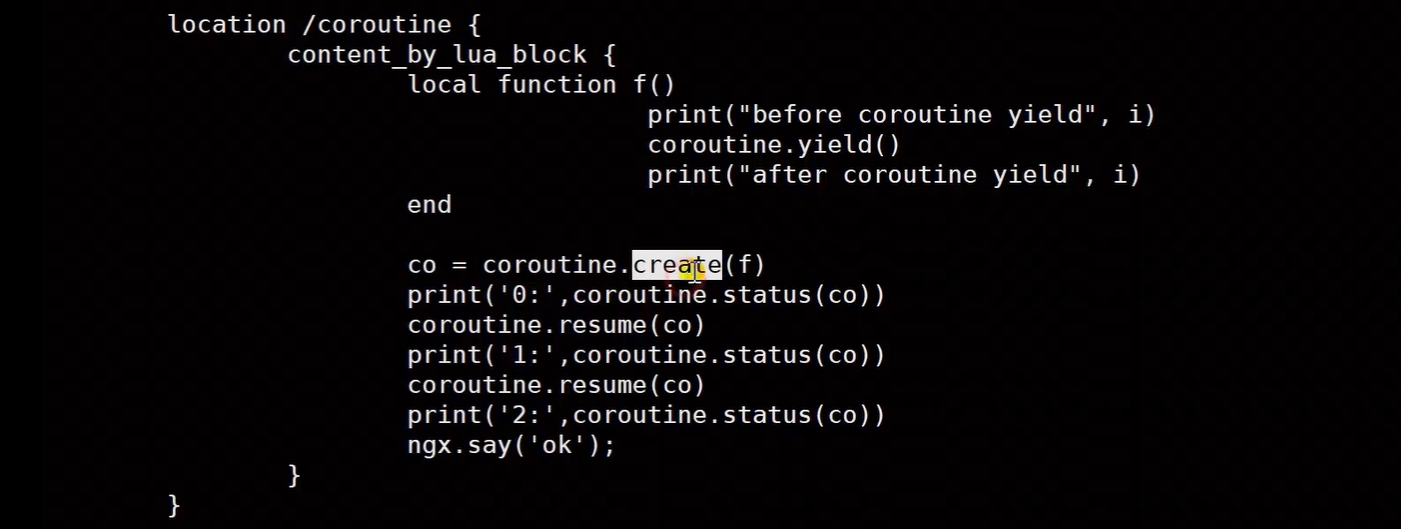 location /coroutine {
content_by_lua_block {
local function f()
print("before coroutine yield", i)
coroutine.yield()
print("after coroutine yield", i)
end
co = coroutine.create(f)
print('0:',coroutine.status(co))
coroutine.resume(co)
print('1:',coroutine.status(co))
coroutine.resume(co)
print('2:',coroutine.status(co))
ngx.say('ok');
}
}